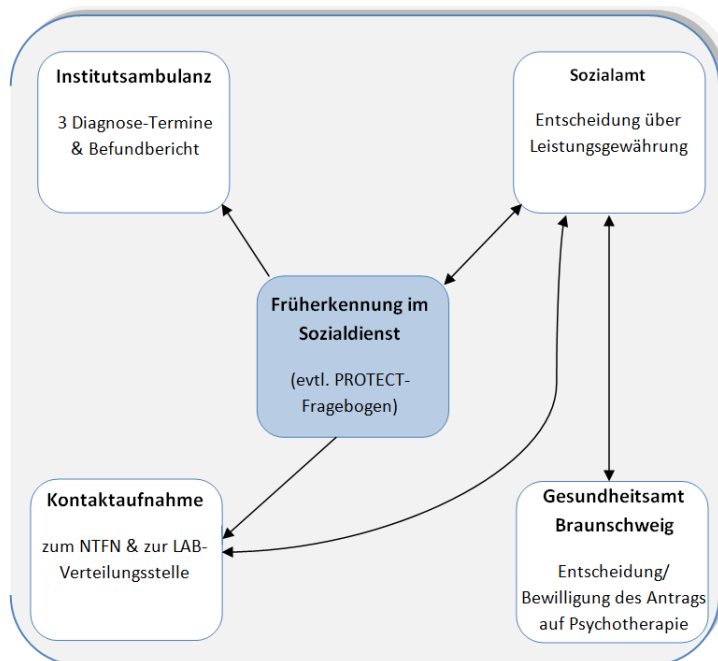 Institutsambulanz
3 Diagnose-Termine
& Befundbericht
Sozialamt
Entscheidung über
Leistungsgewährung
Früherkennung im
Sozialdienst
(evtl. PROTECT-
Fragebogen)
Kontaktaufnahme
zum NTFN & zur LAB-
Verteilungsstelle
Gesundheitsamt
Braunschweig
Entscheidung/
Bewilligung des Antrags
auf Psychotherapie